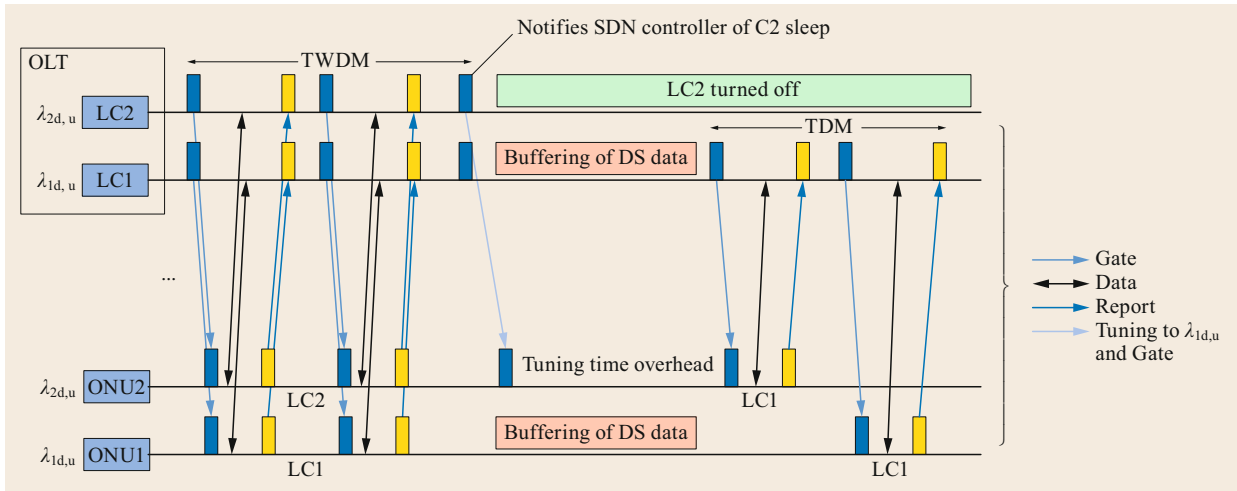 Notifies SDN controller of C2 sleep
OLT
TWDM
λ2d, u LC2
LC2 turned off
TDM
λ1d, u LC1
Buffering of DS data
...
Gate
Data
Report
Tuning to λ1d,u
and Gate
Tuning time overhead
λ2d,u ONU2
LC2
LC1
Buffering of DS data
λ1d,u ONU1
LC1
LC1